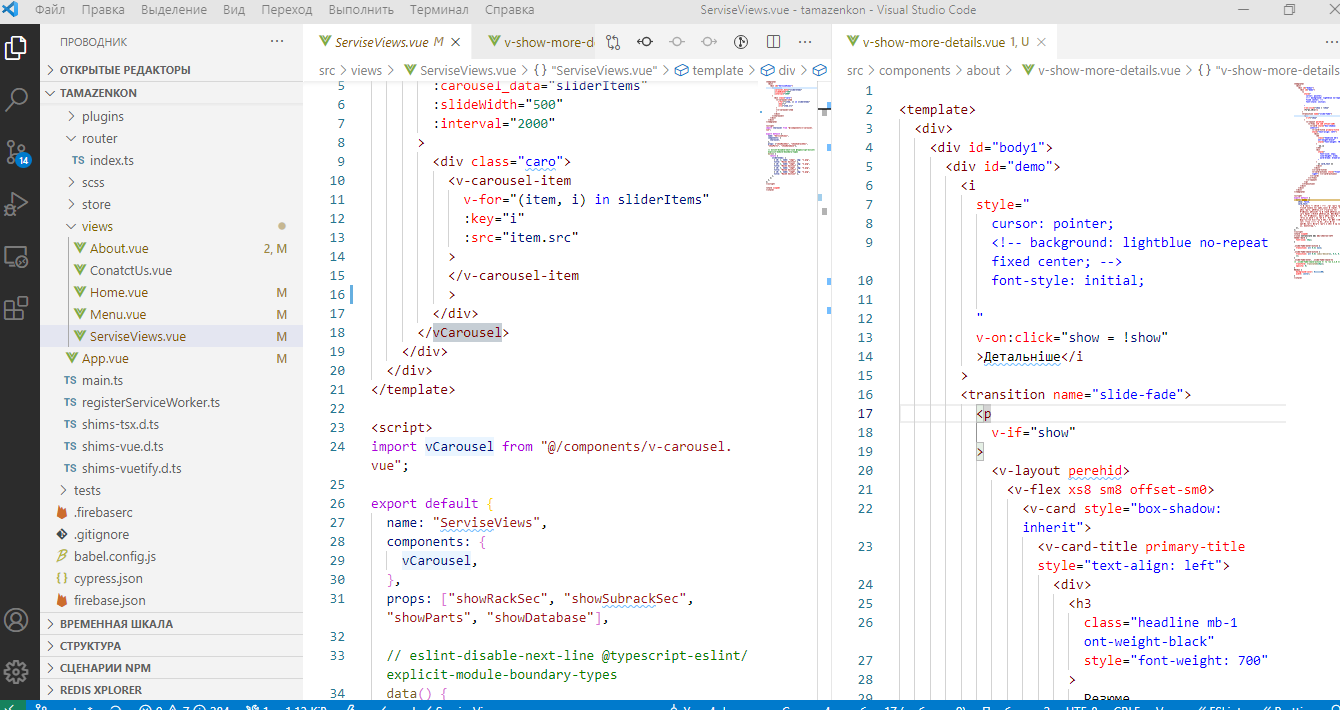 Файл Правка Выделение Вид Переход Выполнить Терминал Справка ServiseViews.vue - tamazenkon - Visual Studio Code
ПРОВОДНИК
ОТКРЫТЫЕ РЕДАКТОРЫ
TAMAZENKON
plugins
router
TS index.ts
scss
store
views
About.vue 2, M
ConatctUs.vue
Home.vue M
Menu.vue M
ServiseViews.vue M
App.vue M
TS main.ts
TS registerServiceWorker.ts
TS shims-tsx.d.ts
TS shims-vue.d.ts
TS shims-vuetify.d.ts
tests
.firebaserc
.gitignore
babel.config.js
cypress.json
firebase.json
ВРЕМЕННАЯ ШКАЛА
СТРУКТУРА
СЦЕНАРИИ NPM
REDIS XPLORER
14
ServiseViews.vue M
v-show-more-d
src > views > ServiseViews.vue > {} "ServiseViews.vue" > template > div >
5 :carousel_data="sliderItems"
6 :slideWidth="500"
7 :interval="2000"
8 >
9 <div class="caro">
10 <v-carousel-item
11 v-for="(item, i) in sliderItems"
12 :key="i"
13 :src="item.src"
14 >
15 </v-carousel-item
16 >
17 </div>
18 </vCarousel>
19 </div>
20 </div>
21 </template>
22
23 <script>
24 import vCarousel from "@/components/v-carousel.
vue";
25
26 export default {
27 name: "ServiseViews",
28 components: {
29 vCarousel,
30 },
31 props: ["showRackSec", "showSubrackSec",
"showParts", "showDatabase"],
32
33 // eslint-disable-next-line @typescript-eslint/
explicit-module-boundary-types
34 data() {
v-show-more-details.vue 1, U
src > components > about > v-show-more-details.vue > {} "v-show-more-details
1
2 <template>
3 <div>
4 <div id="body1">
5 <div id="demo">
6 <i
7 style="
8 cursor: pointer;
9 <!-- background: lightblue no-repeat
fixed center; -->
10 font-style: initial;
11
12 "
13 v-on:click="show = !show"
14 >Детальніше</i
15 >
16 <transition name="slide-fade">
17 <p
18 v-if="show"
19 >
20 <v-layout perehid>
21 <v-flex xs8 sm8 offset-sm0>
22 <v-card style="box-shadow:
inherit">
23 <v-card-title primary-title
style="text-align: left">
24 <div>
25 <h3
26 class="headline mb-1
ont-weight-black"
27 style="font-weight: 700"
28 >
29 Резюме